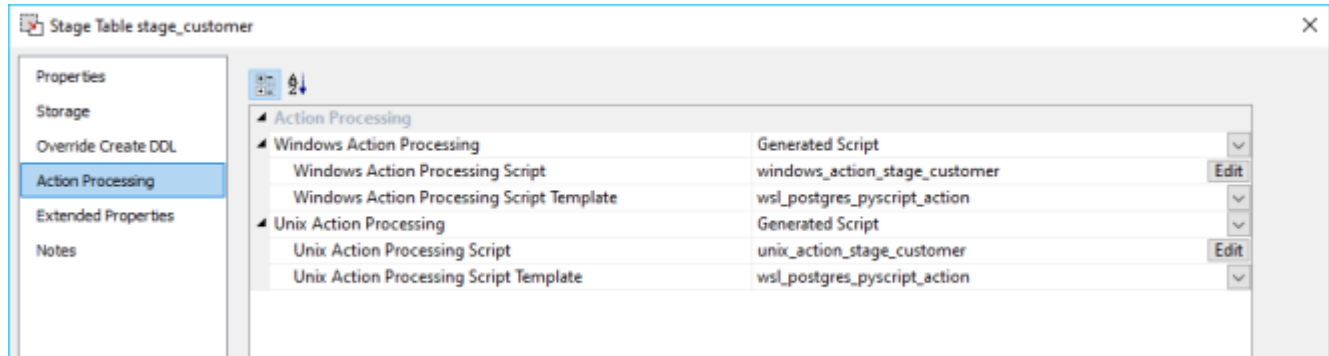 Stage Table stage_customer
Properties
Storage
Override Create DDL
Action Processing
Extended Properties
Notes
Action Processing
Windows Action Processing Generated Script
Windows Action Processing Script windows_action_stage_customer Edit
Windows Action Processing Script Template wsl_postgres_pyscript_action
Unix Action Processing Generated Script
Unix Action Processing Script unix_action_stage_customer Edit
Unix Action Processing Script Template wsl_postgres_pyscript_action